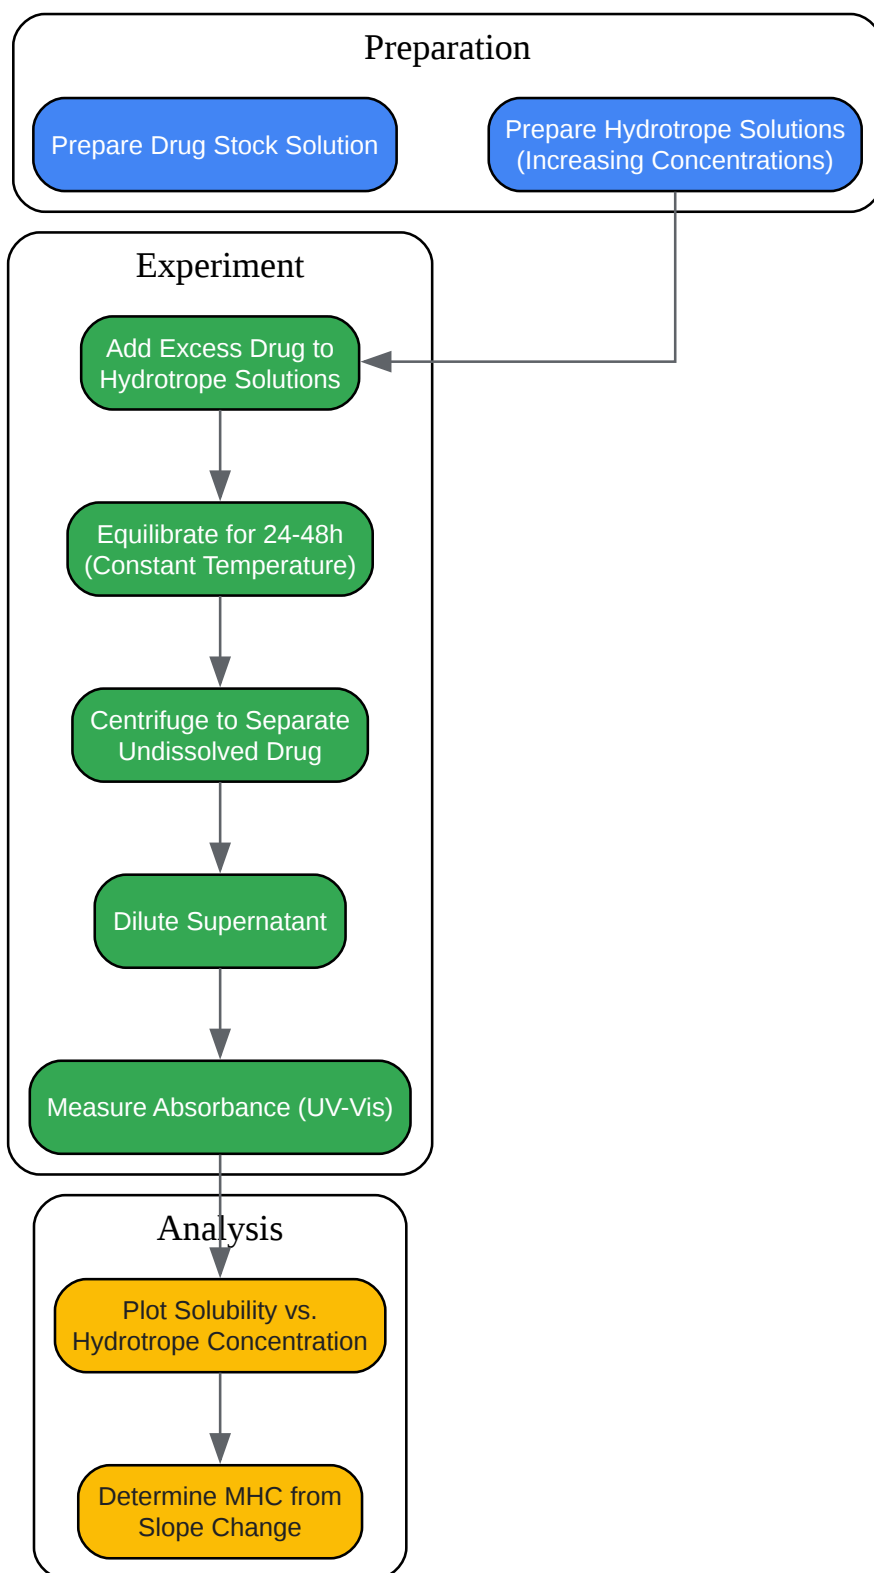 Preparation
Prepare Drug Stock Solution
Prepare Hydrotrope Solutions
(Increasing Concentrations)
Experiment
Add Excess Drug to
Hydrotrope Solutions
Equilibrate for 24-48h
(Constant Temperature)
Centrifuge to Separate
Undissolved Drug
Dilute Supernatant
Measure Absorbance (UV-Vis)
Analysis
Plot Solubility vs.
Hydrotrope Concentration
Determine MHC from
Slope Change